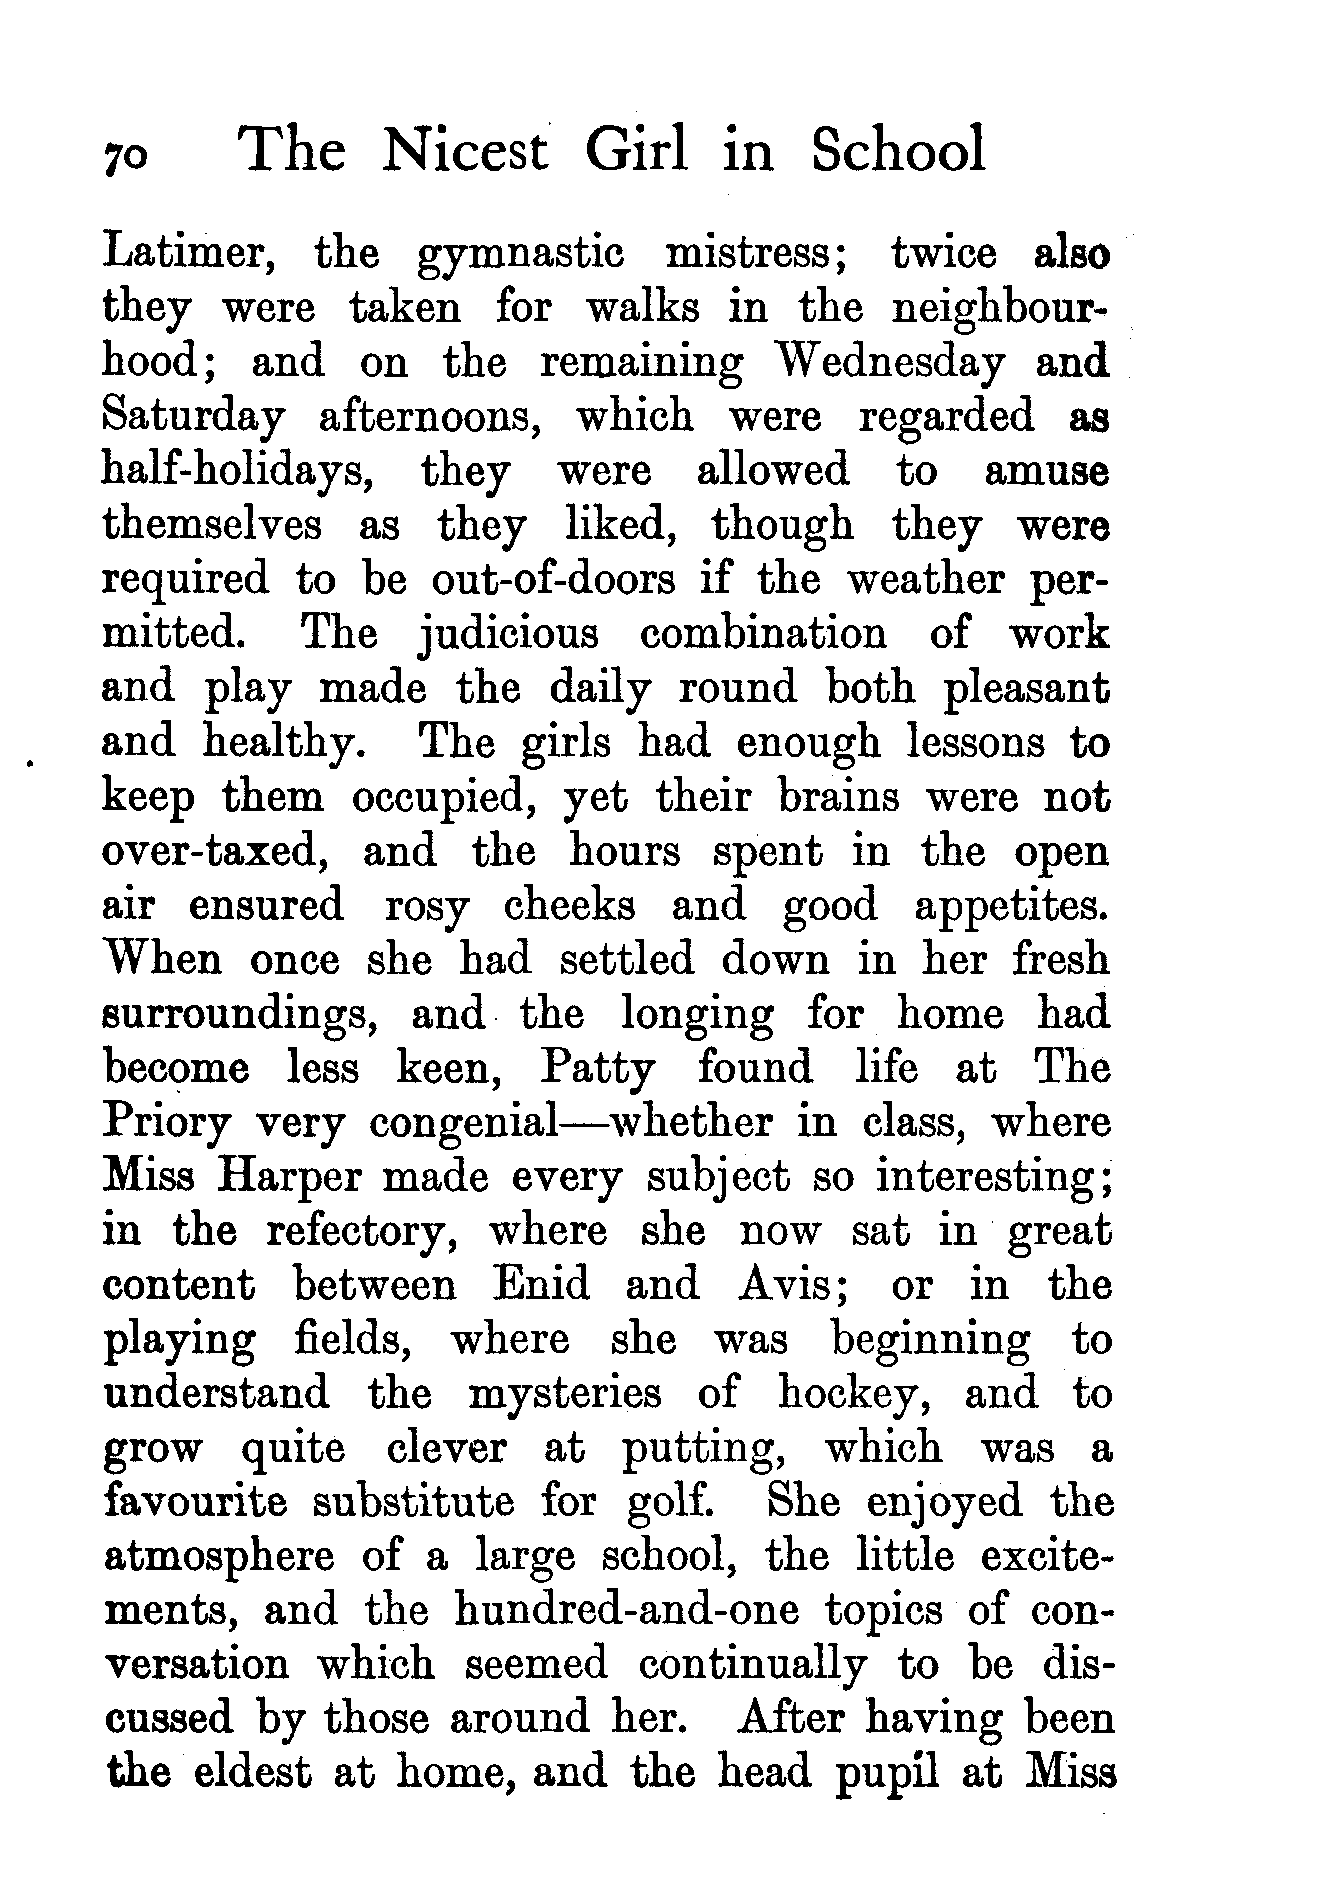 70 The Nicest Girl in School
Latimer, the gymnastic mistress; twice also
they were taken for walks in the neighbour-
hood; and on the remaining Wednesday and
Saturday afternoons, which were regarded as
half-holidays, they were allowed to amuse
themselves as they liked, though they were
required to be out-of-doors if the weather per-
mitted. The judicious combination of work
and play made the daily round both pleasant
and healthy. The girls had enough lessons to
keep them occupied, yet their brains were not
over-taxed, and the hours spent in the open
air ensured rosy cheeks and good appetites.
When once she had settled down in her fresh
surroundings, and the longing for home had
become less keen, Patty found life at The
Priory very congenial—whether in class, where
Miss Harper made every subject so interesting;
in the refectory, where she now sat in great
content between Enid and Avis; or in the
playing fields, where she was beginning to
understand the mysteries of hockey, and to
grow quite clever at putting, which was a
favourite substitute for golf. She enjoyed the
atmosphere of a large school, the little excite-
ments, and the hundred-and-one topics of con-
versation which seemed continually to be dis-
cussed by those around her. After having been
the eldest at home, and the head pupil at Miss